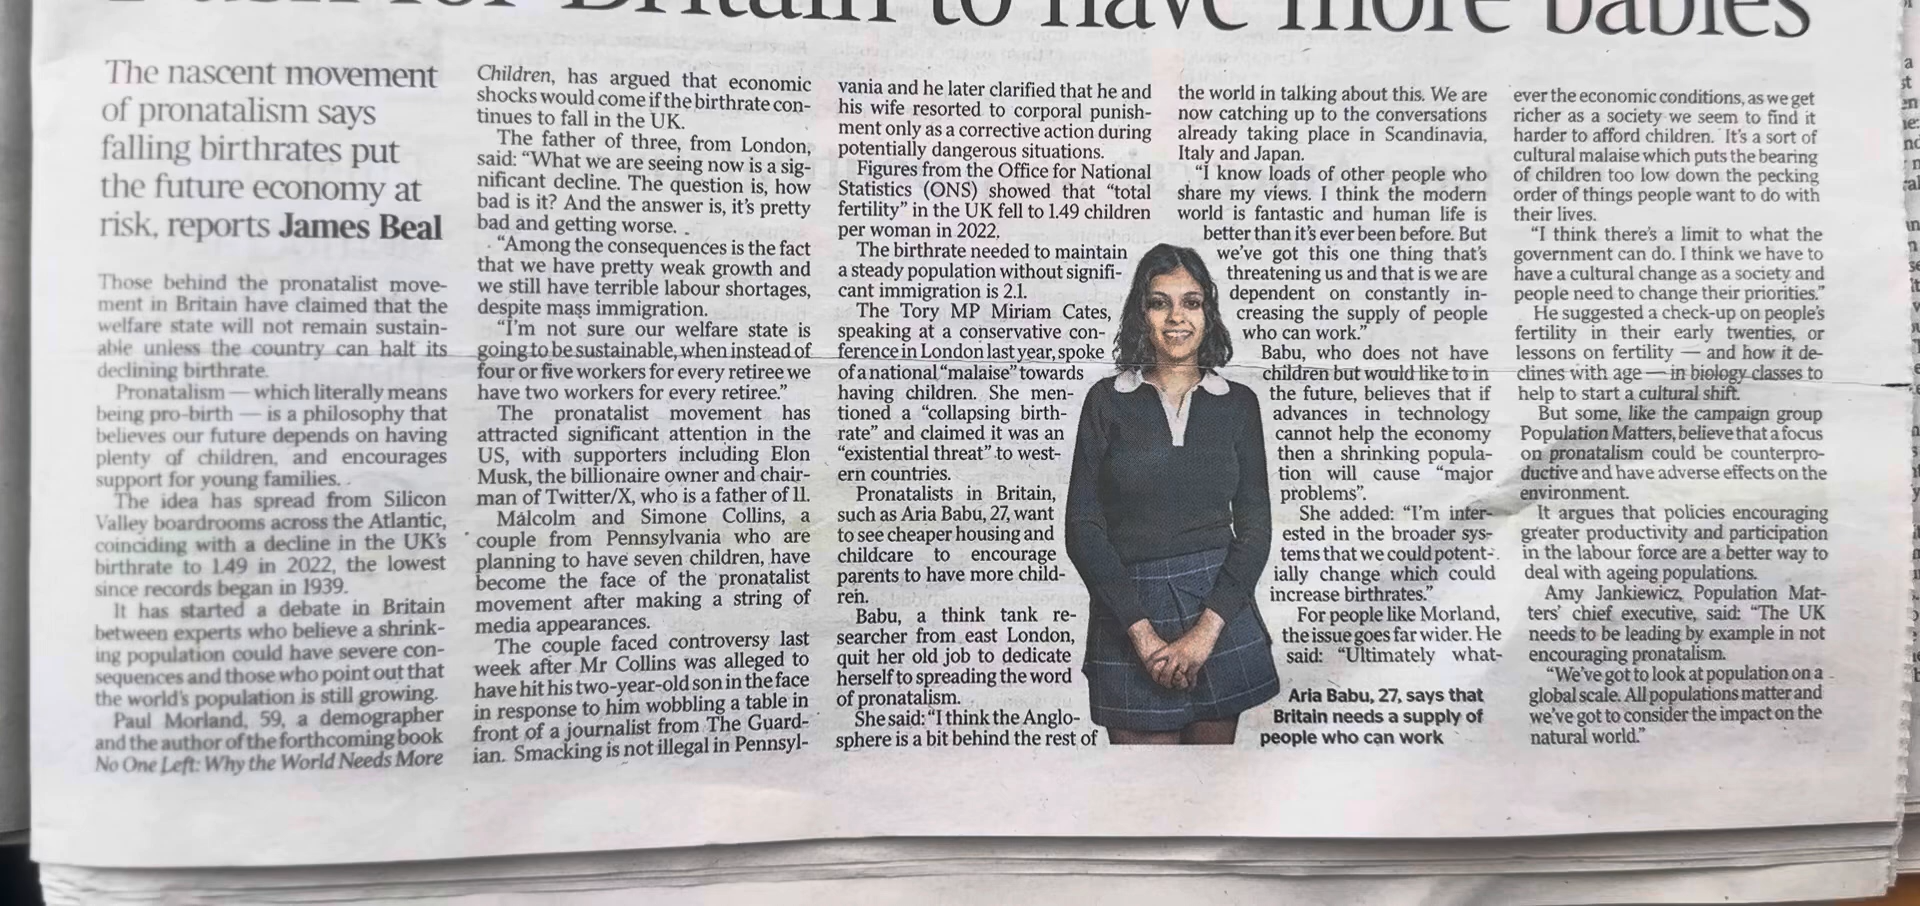 Push for Britain to have more babies
The nascent movement
of pronatalism says
falling birthrates put
the future economy at
risk, reports James Beal
Those behind the pronatalist move-
ment in Britain have claimed that the
welfare state will not remain sustain-
able unless the country can halt its
declining birthrate.
Pronatalism — which literally means
being pro-birth — is a philosophy that
believes our future depends on having
plenty of children, and encourages
support for young families.
The idea has spread from Silicon
Valley boardrooms across the Atlantic,
coinciding with a decline in the UK's
birthrate to 1.49 in 2022, the lowest
since records began in 1939.
It has started a debate in Britain
between experts who believe a shrink-
ing population could have severe con-
sequences and those who point out that
the world's population is still growing.
Paul Morland, 59, a demographer
and the author of the forthcoming book
No One Left: Why the World Needs More
Children, has argued that economic
shocks would come if the birthrate con-
tinues to fall in the UK.
The father of three, from London,
said: “What we are seeing now is a sig-
nificant decline. The question is, how
bad is it? And the answer is, it's pretty
bad and getting worse.
“Among the consequences is the fact
that we have pretty weak growth and
we still have terrible labour shortages,
despite mass immigration.
“I'm not sure our welfare state is
going to be sustainable, when instead of
four or five workers for every retiree we
have two workers for every retiree.”
The pronatalist movement has
attracted significant attention in the
US, with supporters including Elon
Musk, the billionaire owner and chair-
man of Twitter/X, who is a father of 11.
Malcolm and Simone Collins, a
couple from Pennsylvania who are
planning to have seven children, have
become the face of the pronatalist
movement after making a string of
media appearances.
The couple faced controversy last
week after Mr Collins was alleged to
have hit his two-year-old son in the face
in response to him wobbling a table in
front of a journalist from The Guard-
ian. Smacking is not illegal in Pennsyl-
vania and he later clarified that he and
his wife resorted to corporal punish-
ment only as a corrective action during
potentially dangerous situations.
Figures from the Office for National
Statistics (ONS) showed that “total
fertility” in the UK fell to 1.49 children
per woman in 2022.
The birthrate needed to maintain
a steady population without signifi-
cant immigration is 2.1.
The Tory MP Miriam Cates,
speaking at a conservative con-
ference in London last year, spoke
of a national “malaise” towards
having children. She men-
tioned a “collapsing birth-
rate” and claimed it was an
“existential threat” to west-
ern countries.
Pronatalists in Britain,
such as Aria Babu, 27, want
to see cheaper housing and
childcare to encourage
parents to have more child-
ren.
Babu, a think tank re-
searcher from east London,
quit her old job to dedicate
herself to spreading the word
of pronatalism.
She said: “I think the Anglo-
sphere is a bit behind the rest of
the world in talking about this. We are
now catching up to the conversations
already taking place in Scandinavia,
Italy and Japan.
“I know loads of other people who
share my views. I think the modern
world is fantastic and human life is
better than it's ever been before. But
we've got this one thing that's
threatening us and that is we are
dependent on constantly in-
creasing the supply of people
who can work.”
Babu, who does not have
children but would like to in
the future, believes that if
advances in technology
cannot help the economy
then a shrinking popula-
tion will cause “major
problems”.
She added: “I'm inter-
ested in the broader sys-
tems that we could potent-
ially change which could
increase birthrates.”
For people like Morland,
the issue goes far wider. He
said: “Ultimately what-
Aria Babu, 27, says that
Britain needs a supply of
people who can work
ever the economic conditions, as we get
richer as a society we seem to find it
harder to afford children. It's a sort of
cultural malaise which puts the bearing
of children too low down the pecking
order of things people want to do with
their lives.
“I think there's a limit to what the
government can do. I think we have to
have a cultural change as a society and
people need to change their priorities.”
He suggested a check-up on people's
fertility in their early twenties, or
lessons on fertility — and how it de-
clines with age — in biology classes to
help to start a cultural shift.
But some, like the campaign group
Population Matters, believe that a focus
on pronatalism could be counterpro-
ductive and have adverse effects on the
environment.
It argues that policies encouraging
greater productivity and participation
in the labour force are a better way to
deal with ageing populations.
Amy Jankiewicz, Population Mat-
ters' chief executive, said: “The UK
needs to be leading by example in not
encouraging pronatalism.
“We've got to look at population on a
global scale. All populations matter and
we've got to consider the impact on the
natural world.”